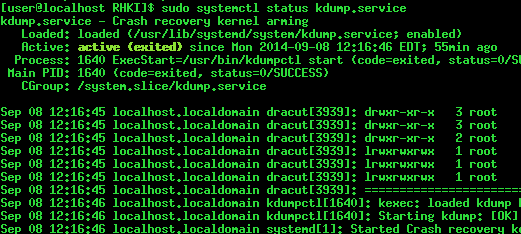 [user@localhost RHKI]$ sudo systemctl status kdump.service
kdump.service - Crash recovery kernel arming
Loaded: loaded (/usr/lib/systemd/system/kdump.service; enabled)
Active: active (exited) since Mon 2014-09-08 12:16:46 EDT; 55min ago
Process: 1640 ExecStart=/usr/bin/kdumpctl start (code=exited, status=0/S
Main PID: 1640 (code=exited, status=0/SUCCESS)
CGroup: /system.slice/kdump.service
Sep 08 12:16:45 localhost.localdomain dracut[3939]: drwxr-xr-x 3 root
Sep 08 12:16:45 localhost.localdomain dracut[3939]: drwxr-xr-x 3 root
Sep 08 12:16:45 localhost.localdomain dracut[3939]: drwxr-xr-x 2 root
Sep 08 12:16:45 localhost.localdomain dracut[3939]: lrwxrwxrwx 1 root
Sep 08 12:16:45 localhost.localdomain dracut[3939]: lrwxrwxrwx 1 root
Sep 08 12:16:45 localhost.localdomain dracut[3939]: lrwxrwxrwx 1 root
Sep 08 12:16:45 localhost.localdomain dracut[3939]: ========================
Sep 08 12:16:46 localhost.localdomain kdumpctl[1640]: kexec: loaded kdump
Sep 08 12:16:46 localhost.localdomain kdumpctl[1640]: Starting kdump: [OK]
Sep 08 12:16:46 localhost.localdomain systemd[1]: Started Crash recovery